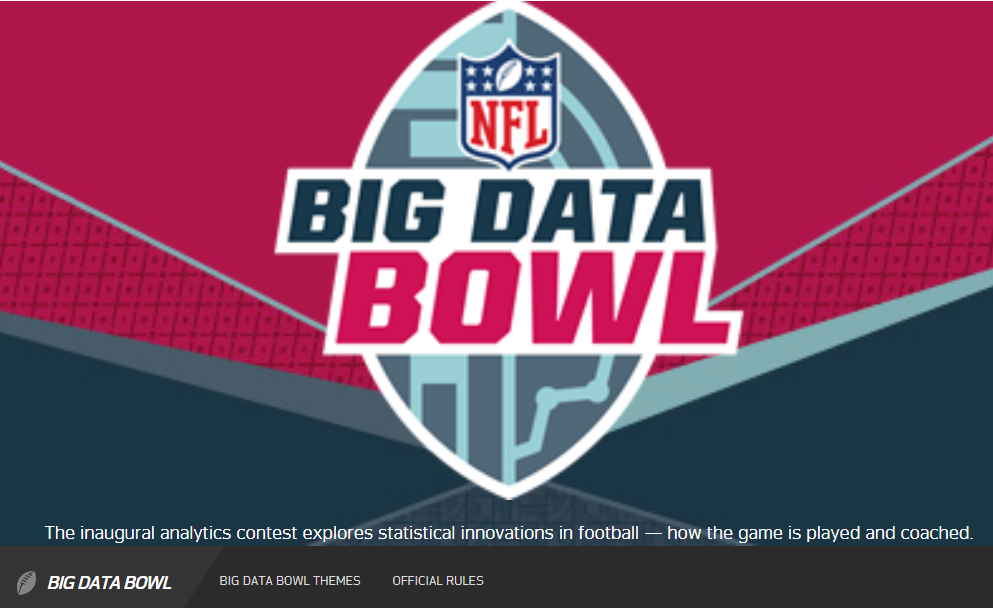 NFL
BIG DATA
BOWL
The inaugural analytics contest explores statistical innovations in football — how the game is played and coached.
BIG DATA BOWL BIG DATA BOWL THEMES OFFICIAL RULES